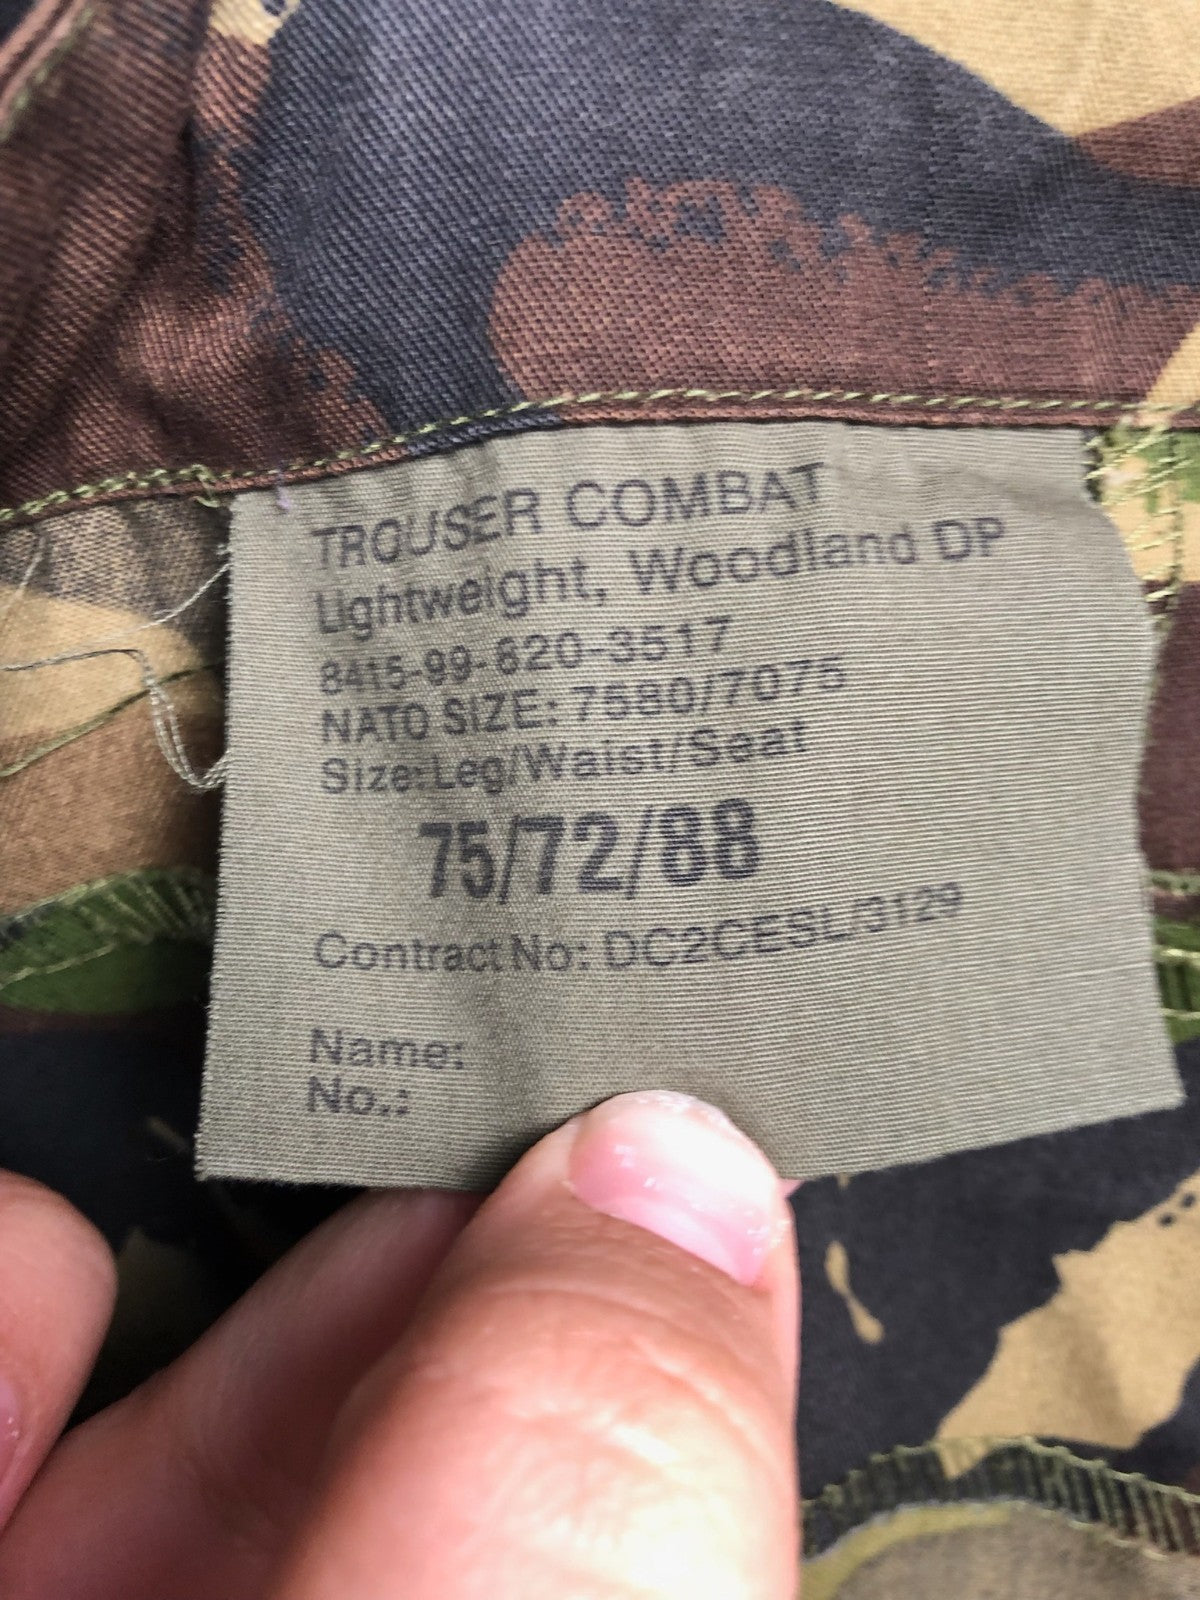 TROUSER COMBAT
Lightweight, Woodland DP
8415-99-820-3517
NATO SIZE: 7580/7075
Size:Leg/Waist/Seat
75/72/88
Contract No: DC2CESL/3129
Name:
No.: